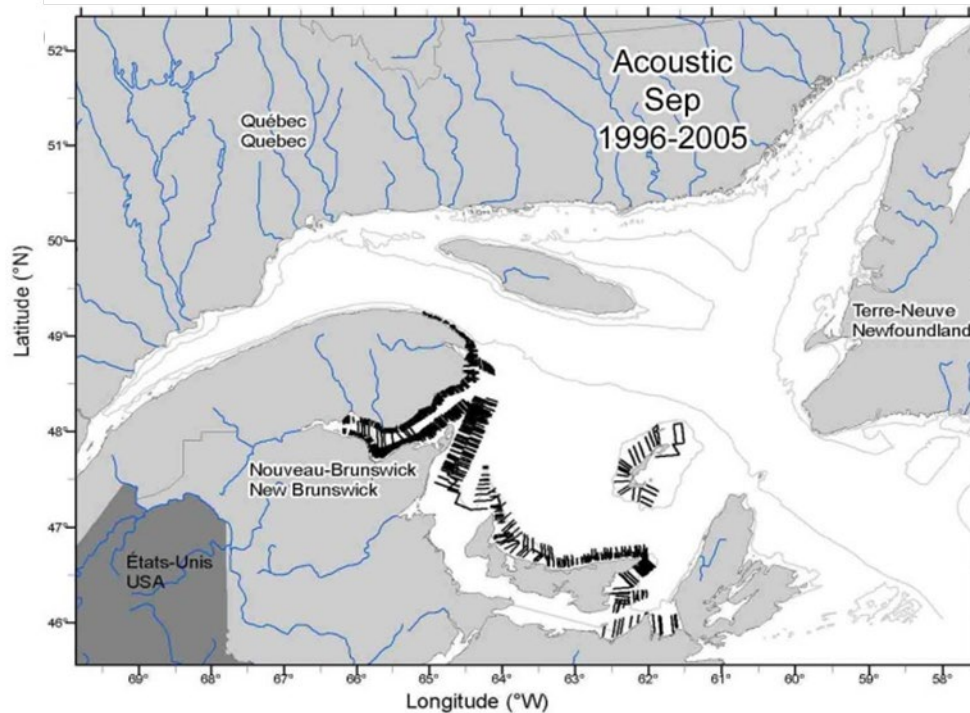 Acoustic
Sep
1996-2005
Québec
Quebec
Terre-Neuve
Newfoundland
Nouveau-Brunswick
New Brunswick
États-Unis
USA
Latitude (°N)
52°
51°
50°
49°
48°
47°
46°
69° 68° 67° 66° 65° 64° 63° 62° 61° 60° 59° 58°
Longitude (°W)